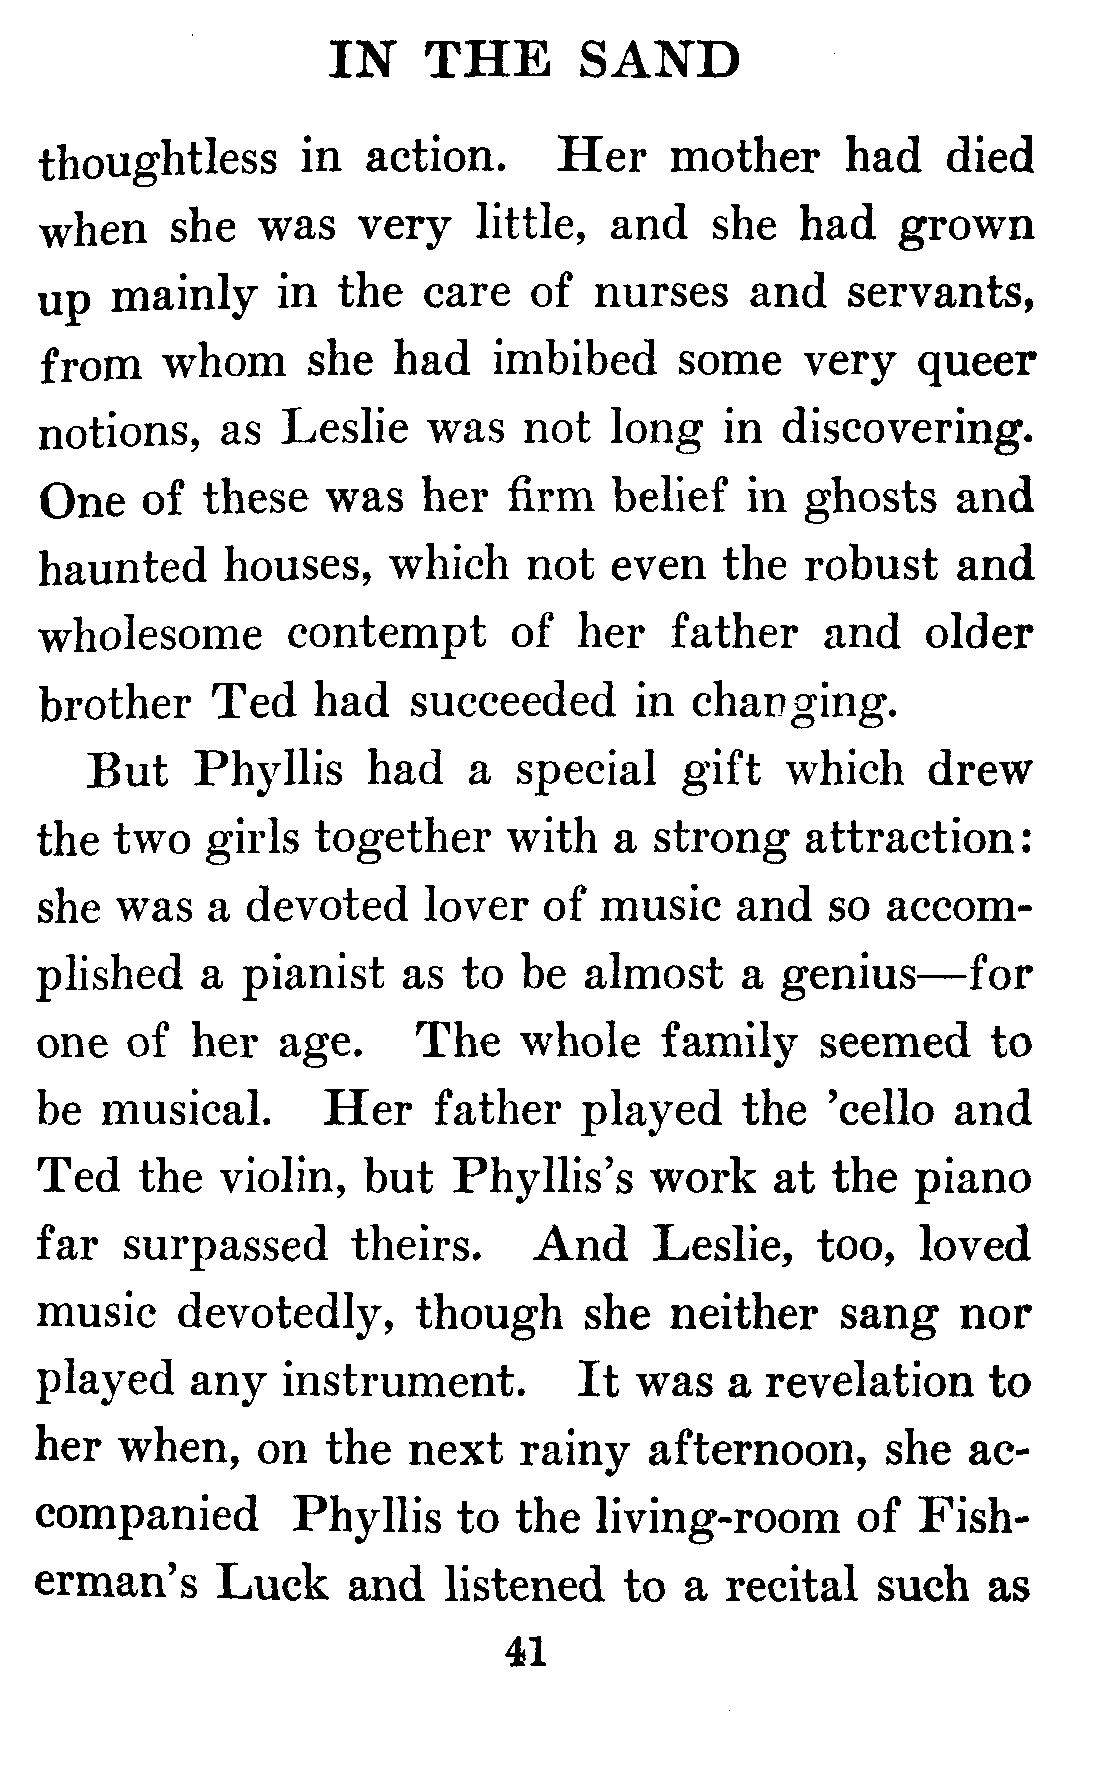 IN THE SAND
thoughtless in action. Her mother had died
when she was very little, and she had grown
up mainly in the care of nurses and servants,
from whom she had imbibed some very queer
notions, as Leslie was not long in discovering.
One of these was her firm belief in ghosts and
haunted houses, which not even the robust and
wholesome contempt of her father and older
brother Ted had succeeded in changing.
But Phyllis had a special gift which drew
the two girls together with a strong attraction:
she was a devoted lover of music and so accom-
plished a pianist as to be almost a genius—for
one of her age. The whole family seemed to
be musical. Her father played the ’cello and
Ted the violin, but Phyllis’s work at the piano
far surpassed theirs. And Leslie, too, loved
music devotedly, though she neither sang nor
played any instrument. It was a revelation to
her when, on the next rainy afternoon, she ac-
companied Phyllis to the living-room of Fish-
erman’s Luck and listened to a recital such as
41